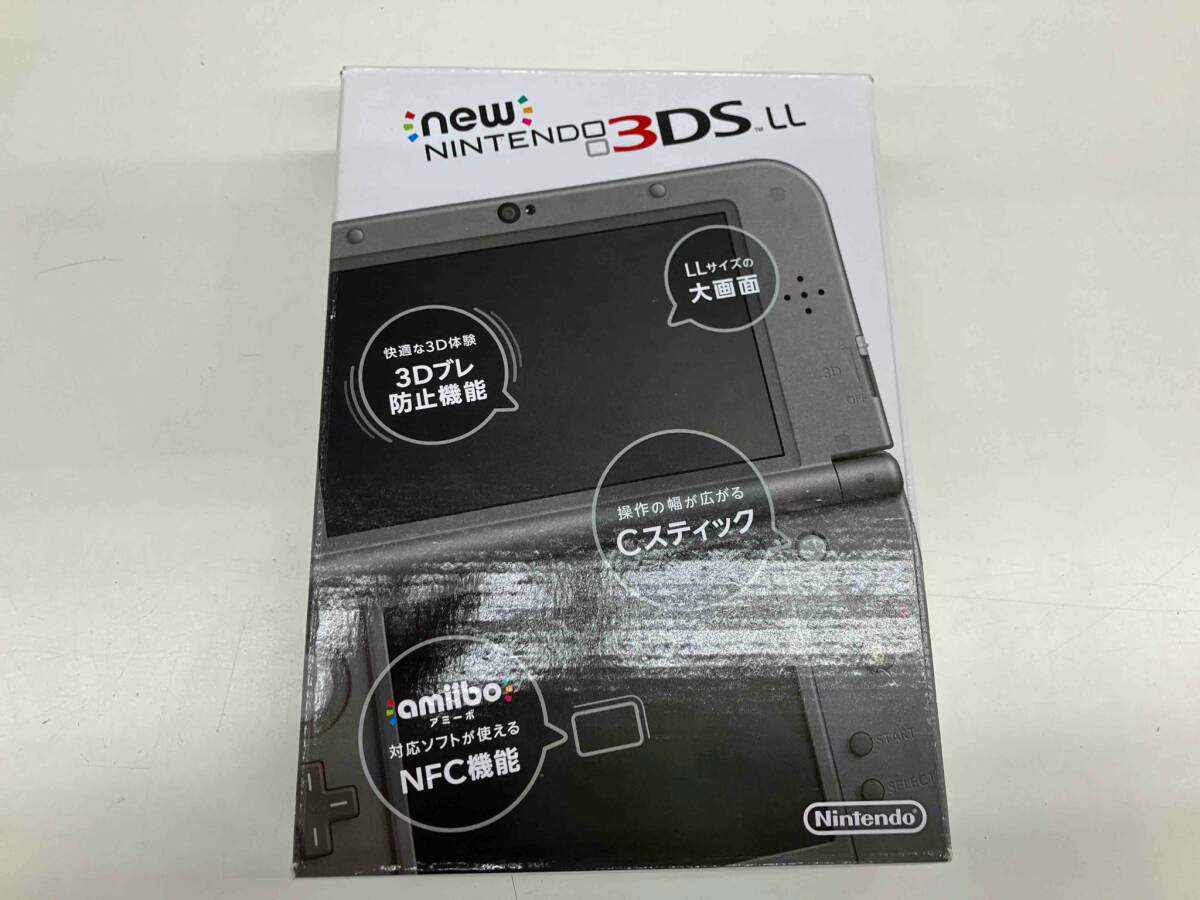 new
NINTENDO 3DS™ LL
LLサイズの
大画面
快適な3D体験
3Dブレ
防止機能
3D
OFF
操作の幅が広がる
Cスティック
amiibo
アミーボ
対応ソフトが使える
NFC機能
START
SELECT
Nintendo